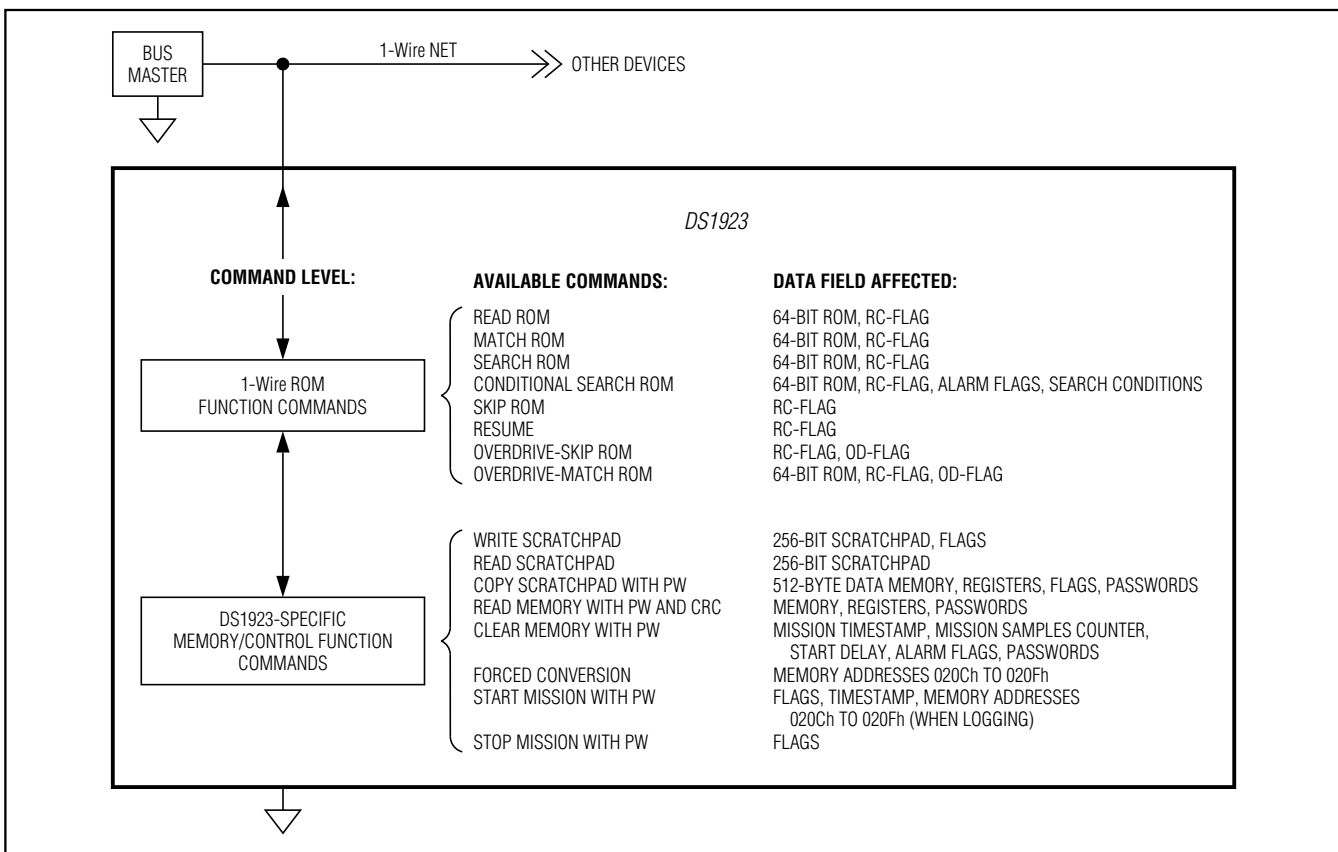 BUS
MASTER
1-Wire NET
OTHER DEVICES
DS1923
COMMAND LEVEL:
AVAILABLE COMMANDS:
DATA FIELD AFFECTED:
1-Wire ROM
FUNCTION COMMANDS
READ ROM 64-BIT ROM, RC-FLAG
MATCH ROM 64-BIT ROM, RC-FLAG
SEARCH ROM 64-BIT ROM, RC-FLAG
CONDITIONAL SEARCH ROM 64-BIT ROM, RC-FLAG, ALARM FLAGS, SEARCH CONDITIONS
SKIP ROM RC-FLAG
RESUME RC-FLAG
OVERDRIVE-SKIP ROM RC-FLAG, OD-FLAG
OVERDRIVE-MATCH ROM 64-BIT ROM, RC-FLAG, OD-FLAG
DS1923-SPECIFIC
MEMORY/CONTROL FUNCTION
COMMANDS
WRITE SCRATCHPAD 256-BIT SCRATCHPAD, FLAGS
READ SCRATCHPAD 256-BIT SCRATCHPAD
COPY SCRATCHPAD WITH PW 512-BYTE DATA MEMORY, REGISTERS, FLAGS, PASSWORDS
READ MEMORY WITH PW AND CRC MEMORY, REGISTERS, PASSWORDS
CLEAR MEMORY WITH PW MISSION TIMESTAMP, MISSION SAMPLES COUNTER,
START DELAY, ALARM FLAGS, PASSWORDS
FORCED CONVERSION MEMORY ADDRESSES 020Ch TO 020Fh
START MISSION WITH PW FLAGS, TIMESTAMP, MEMORY ADDRESSES
020Ch TO 020Fh (WHEN LOGGING)
STOP MISSION WITH PW FLAGS